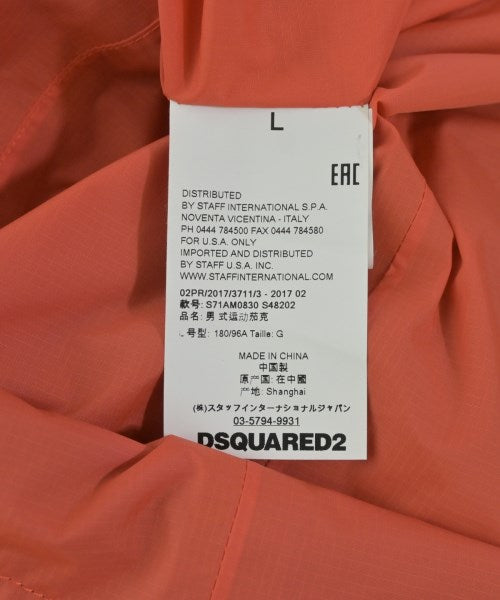 L
EAC
DISTRIBUTED
BY STAFF INTERNATIONAL S.P.A.
NOVENTA VICENTINA - ITALY
PH 0444 784500 FAX 0444 784580
FOR U.S.A. ONLY
IMPORTED AND DISTRIBUTED
BY STAFF U.S.A. INC.
WWW.STAFFINTERNATIONAL.COM
02PR/2017/3711/3 - 2017 02
款号: S71AM0830 S48202
品名: 男式运动茄克
号型: 180/96A Taille: G
MADE IN CHINA
中国製
原产国: 在中國
产地: Shanghai
(株)スタッフインターナショナルジャパン
03-5794-9931
DSQUARED2